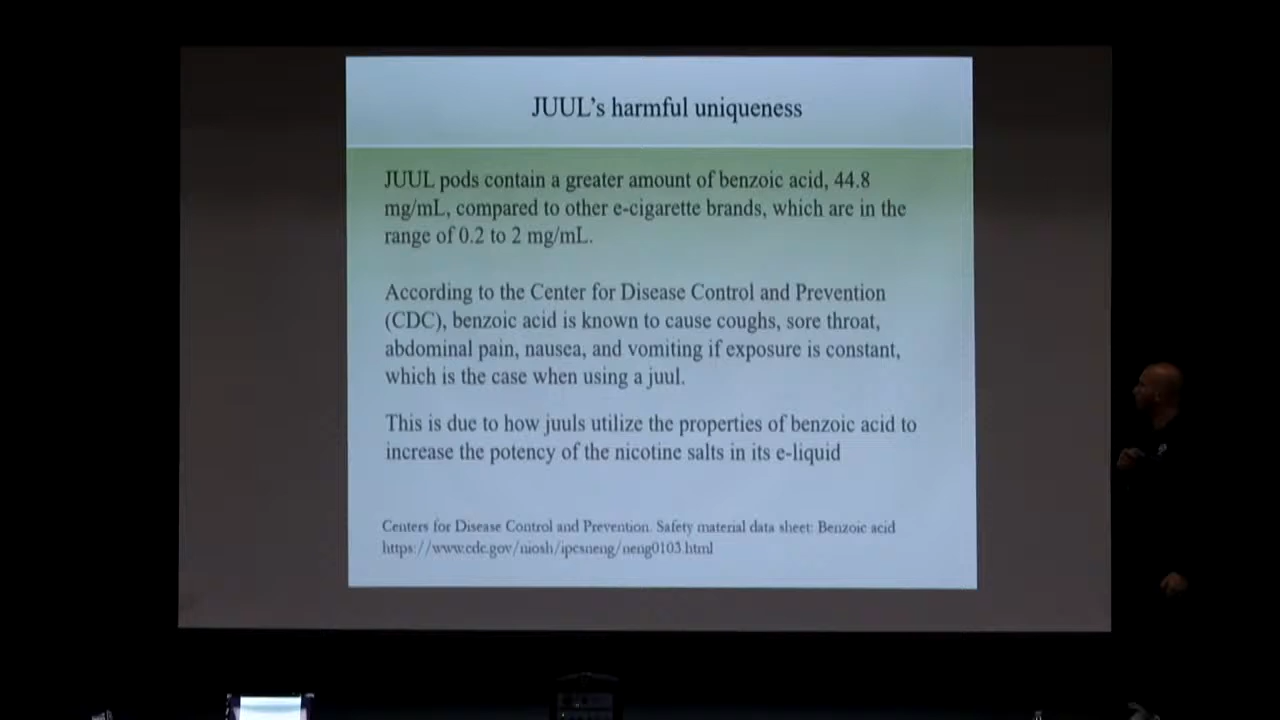 JUUL's harmful uniqueness
JUUL pods contain a greater amount of benzoic acid, 44.8
mg/mL, compared to other e-cigarette brands, which are in the
range of 0.2 to 2 mg/mL.
According to the Center for Disease Control and Prevention
(CDC), benzoic acid is known to cause coughs, sore throat,
abdominal pain, nausea, and vomiting if exposure is constant,
which is the case when using a juul.
This is due to how juuls utilize the properties of benzoic acid to
increase the potency of the nicotine salts in its e-liquid
Centers for Disease Control and Prevention. Safety material data sheet: Benzoic acid
https://www.cdc.gov/niosh/ipcsneng/neng0103.html